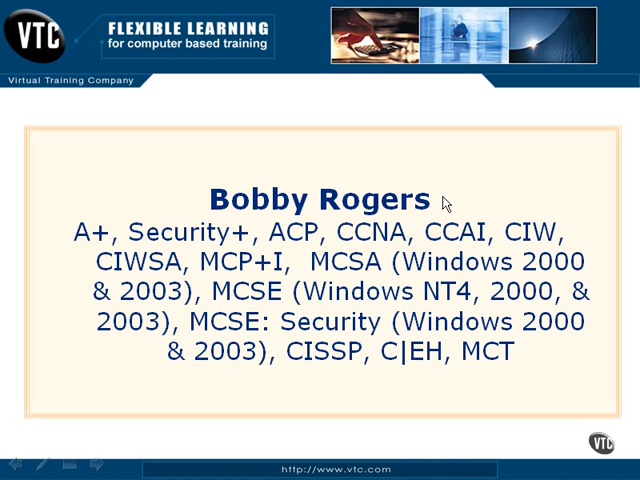 VTC
FLEXIBLE LEARNING
for computer based training
Virtual Training Company
Bobby Rogers
A+, Security+, ACP, CCNA, CCAI, CIW,
CIWSA, MCP+I, MCSA (Windows 2000
& 2003), MCSE (Windows NT4, 2000, &
2003), MCSE: Security (Windows 2000
& 2003), CISSP, C|EH, MCT
VTC
http://www.vtc.com